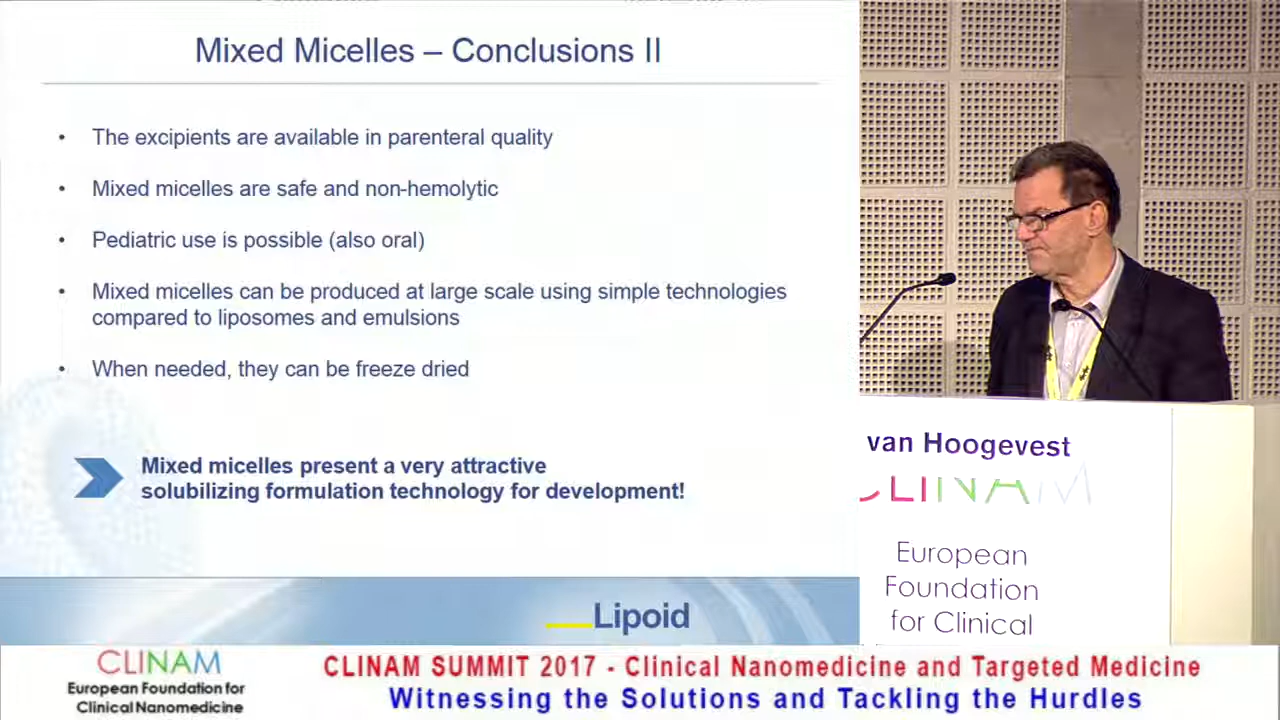 Mixed Micelles – Conclusions II
• The excipients are available in parenteral quality
• Mixed micelles are safe and non-hemolytic
• Pediatric use is possible (also oral)
• Mixed micelles can be produced at large scale using simple technologies
compared to liposomes and emulsions
• When needed, they can be freeze dried
Mixed micelles present a very attractive
solubilizing formulation technology for development!
Lipoid
van Hoogevest
CLINAM
European
Foundation
for Clinical
CLINAM
European Foundation for
Clinical Nanomedicine
CLINAM SUMMIT 2017 - Clinical Nanomedicine and Targeted Medicine
Witnessing the Solutions and Tackling the Hurdles